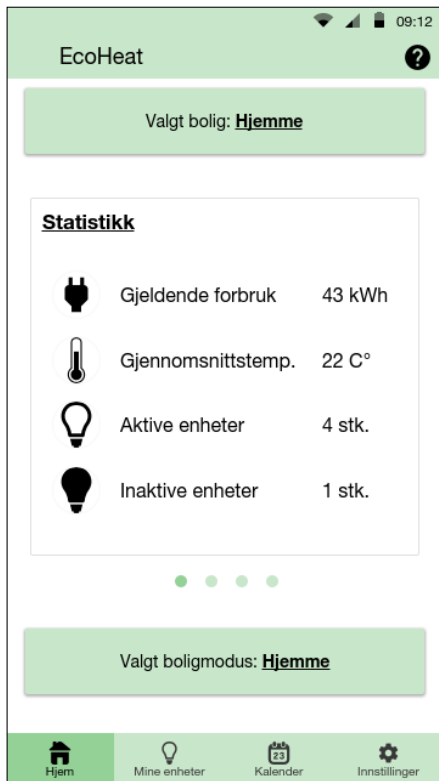 09:12
EcoHeat
?
Valgt bolig: Hjemme
Statistikk
Gjeldende forbruk 43 kWh
Gjennomsnittstemp. 22 C°
Aktive enheter 4 stk.
Inaktive enheter 1 stk.
Valgt boligmodus: Hjemme
23
Hjem Mine enheter Kalender Innstillinger